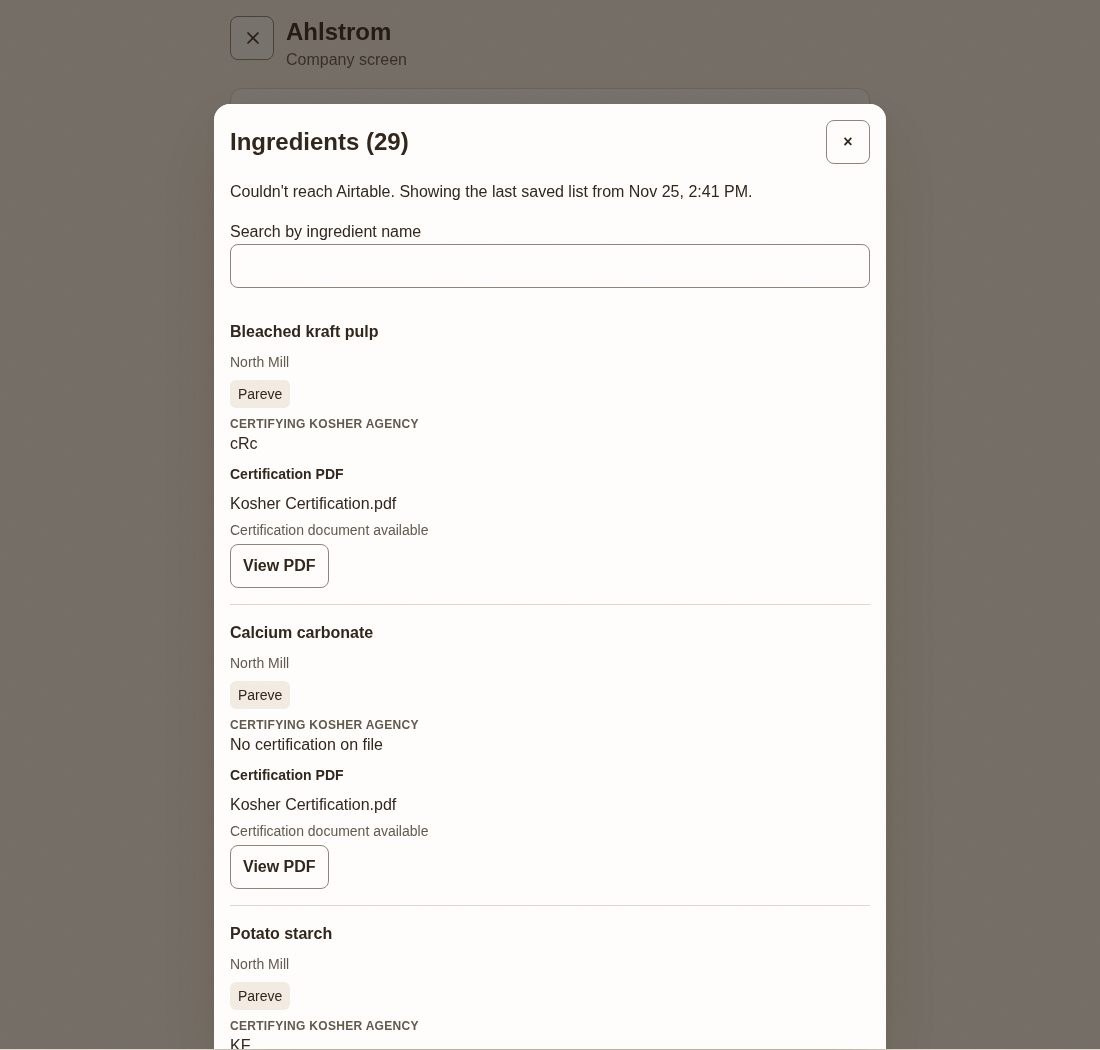 Ahlstrom
Company screen
Ingredients (29)
×
Couldn't reach Airtable. Showing the last saved list from Nov 25, 2:41 PM.
Search by ingredient name
Bleached kraft pulp
North Mill
Pareve
CERTIFYING KOSHER AGENCY
cRc
Certification PDF
Kosher Certification.pdf
Certification document available
View PDF
Calcium carbonate
North Mill
Pareve
CERTIFYING KOSHER AGENCY
No certification on file
Certification PDF
Kosher Certification.pdf
Certification document available
View PDF
Potato starch
North Mill
Pareve
CERTIFYING KOSHER AGENCY